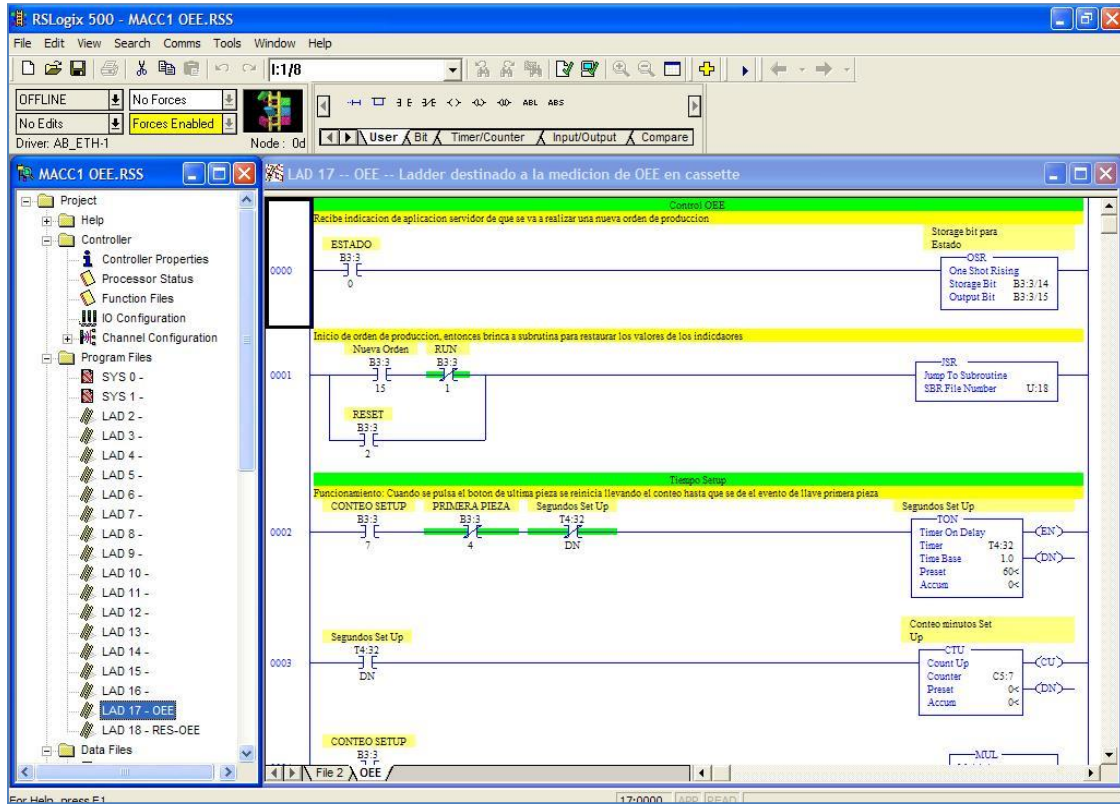 RSLogix 500 - MACC1 OEE.RSS
File Edit View Search Comms Tools Window Help
I:1/8
OFFLINE No Forces
No Edits Forces Enabled
Driver: AB_ETH-1 Node : 0d
ABL ABS
User Bit Timer/Counter Input/Output Compare
MACC1 OEE.RSS
Project
Help
Controller
Controller Properties
Processor Status
Function Files
IO Configuration
Channel Configuration
Program Files
SYS 0 -
SYS 1 -
LAD 2 -
LAD 3 -
LAD 4 -
LAD 5 -
LAD 6 -
LAD 7 -
LAD 8 -
LAD 9 -
LAD 10 -
LAD 11 -
LAD 12 -
LAD 13 -
LAD 14 -
LAD 15 -
LAD 16 -
LAD 17 - OEE
LAD 18 - RES-OEE
Data Files
LAD 17 -- OEE -- Ladder destinado a la medicion de OEE en cassette
Control OEE
Recibe indicacion de aplicacion servidor de que se va a realizar una nueva orden de produccion
ESTADO
B3:3
0
0000
Storage bit para
Estado
OSR
One Shot Rising
Storage Bit B3:3/14
Output Bit B3:3/15
Inicio de orden de produccion, entonces brinca a subrutina para restaurar los valores de los indicdaores
Nueva Orden RUN
B3:3 B3:3
15 1
0001
JSR
Jump To Subroutine
SBR File Number U:18
RESET
B3:3
2
Tiempo Setup
Funcionamiento: Cuando se pulsa el boton de ultima pieza se reinicia llevando el conteo hasta que se de el evento de llave primera pieza
CONTEO SETUP PRIMERA PIEZA Segundos Set Up
B3:3 B3:3 T4:32
7 4 DN
0002
Segundos Set Up
TON
Timer On Delay (EN)
Timer T4:32
Time Base 1.0 (DN)
Preset 60<
Accum 0<
Segundos Set Up
T4:32
DN
0003
Conteo minutos Set
Up
CTU
Count Up (CU)
Counter C5:7
Preset 0< (DN)
Accum 0<
CONTEO SETUP
B3:3
MUL
File 2 OEE
For Help, press F1
17:0000 APP READ